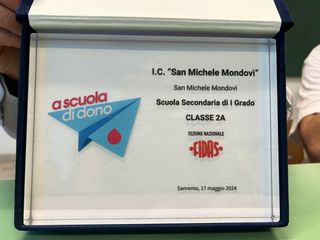 a scuola
di dono
I.C. "San Michele Mondovì"
San Michele Mondovì
Scuola Secondaria di I Grado
CLASSE 2A
SEZIONE NAZIONALE
FIDAS
Sanremo, 17 maggio 2024